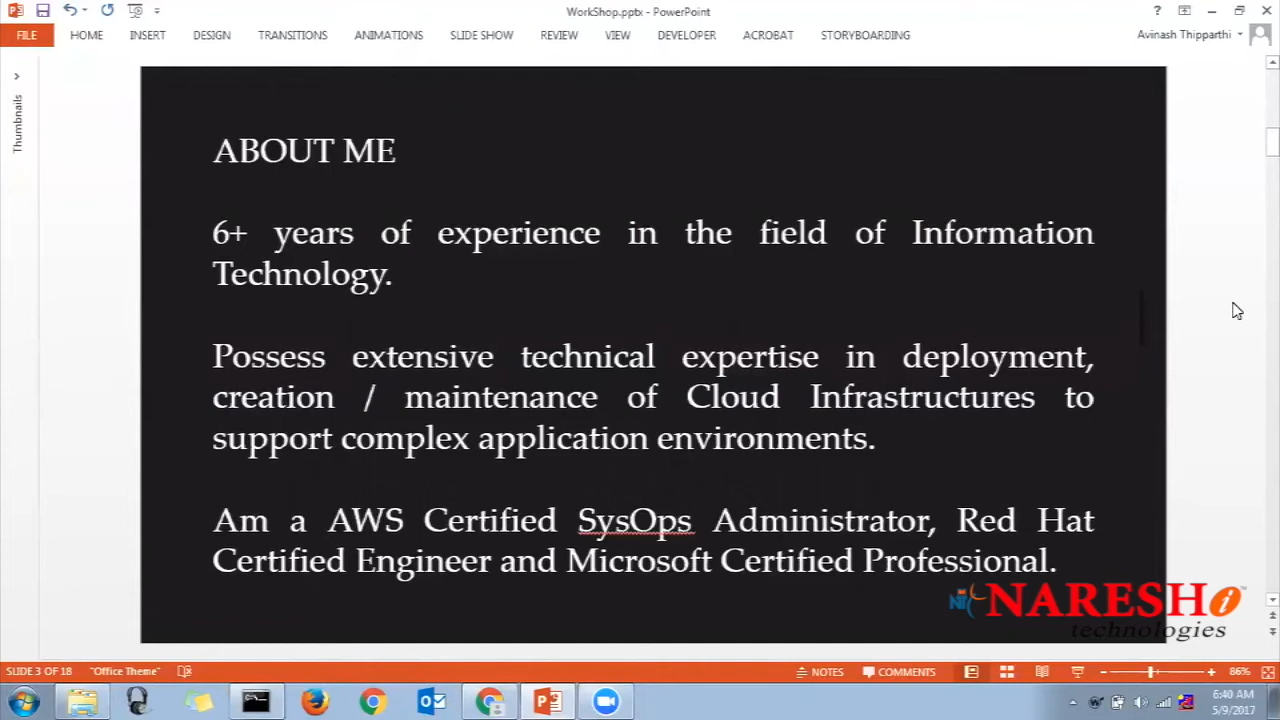 WorkShop.pptx - PowerPoint
?
FILE HOME INSERT DESIGN TRANSITIONS ANIMATIONS SLIDE SHOW REVIEW VIEW DEVELOPER ACROBAT STORYBOARDING
Avinash Thipparthi
Thumbnails
ABOUT ME
6+ years of experience in the field of Information
Technology.
Possess extensive technical expertise in deployment,
creation / maintenance of Cloud Infrastructures to
support complex application environments.
Am a AWS Certified SysOps Administrator, Red Hat
Certified Engineer and Microsoft Certified Professional.
NARESH i
technologies
SLIDE 3 OF 18 "Office Theme" NOTES COMMENTS 86%
6:40 AM
5/9/2017